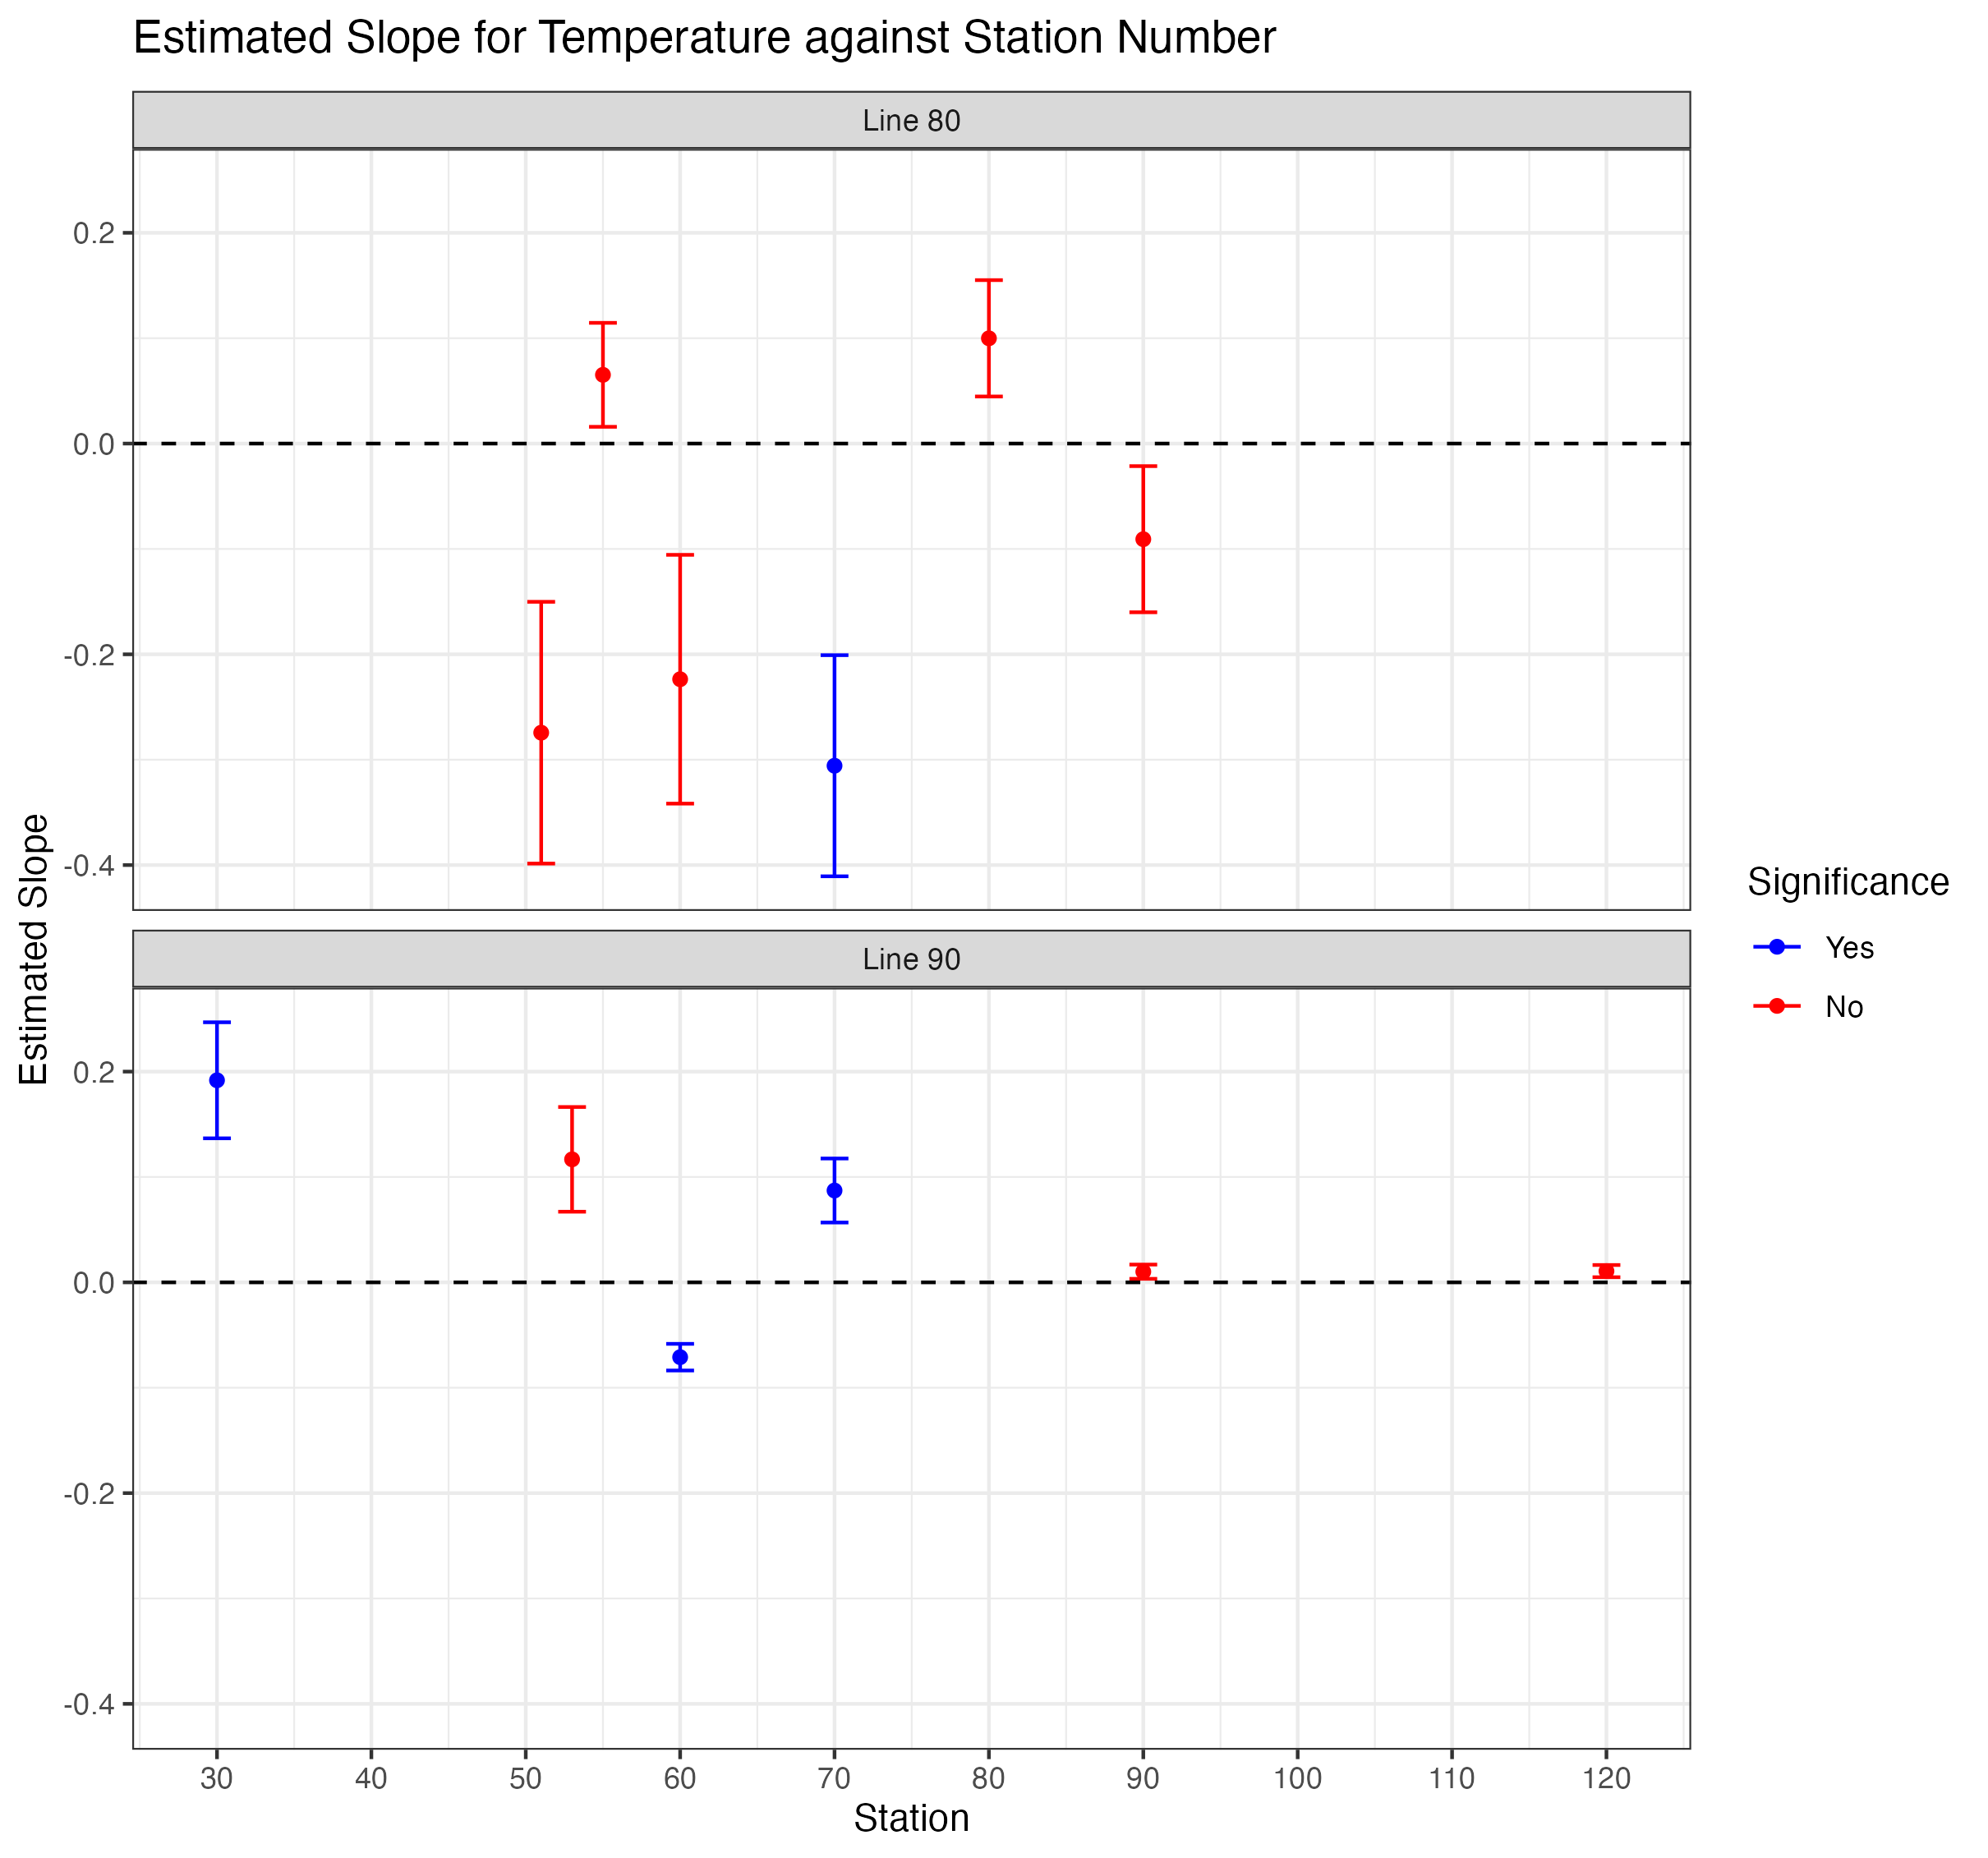 Estimated Slope for Temperature against Station Number
Line 80
0.2
0.0
-0.2
-0.4
Line 90
0.2
0.0
-0.2
-0.4
30 40 50 60 70 80 90 100 110 120
Station
Estimated Slope
Significance
Yes
No